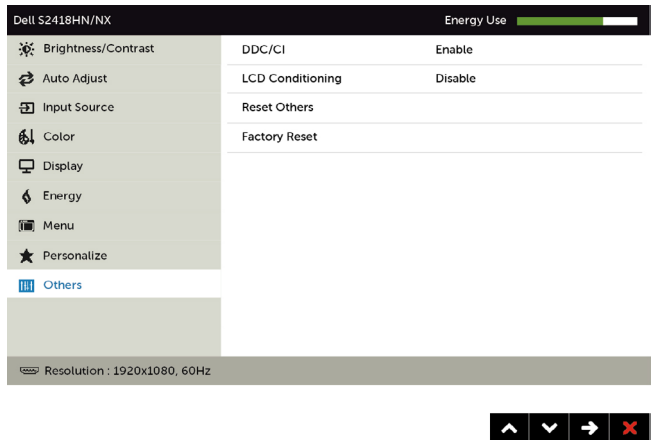 Dell S2418HN/NX
Energy Use
Brightness/Contrast
Auto Adjust
Input Source
Color
Display
Energy
Menu
Personalize
Others
DDC/CI Enable
LCD Conditioning Disable
Reset Others
Factory Reset
Resolution : 1920x1080, 60Hz